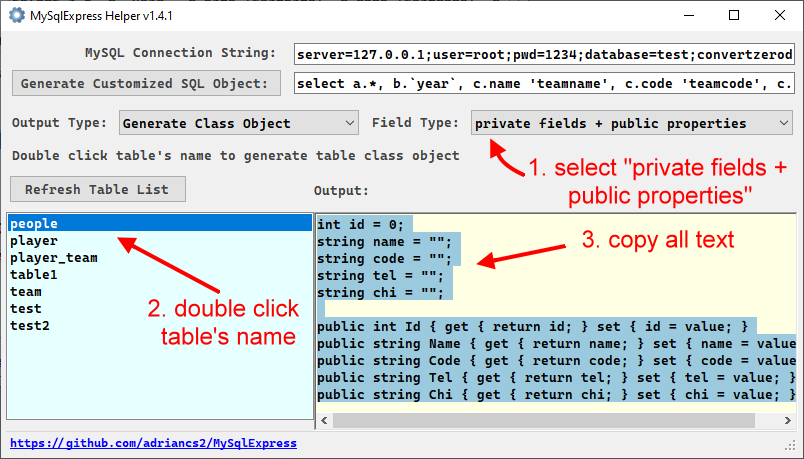 MySqlExpress Helper v1.4.1
MySQL Connection String: server=127.0.0.1;user=root;pwd=1234;database=test;convertzerod
Generate Customized SQL Object: select a.*, b.`year`, c.name 'teamname', c.code 'teamcode', c.
Output Type: Generate Class Object Field Type: private fields + public properties
Double click table's name to generate table class object
1. select "private fields +
public properties"
Refresh Table List Output:
people
player
player_team
table1
team
test
test2
2. double click
table's name
int id = 0;
string name = "";
string code = "";
string tel = "";
string chi = "";
3. copy all text
public int Id { get { return id; } set { id = value; }
public string Name { get { return name; } set { name = value
public string Code { get { return code; } set { code = value
public string Tel { get { return tel; } set { tel = value; }
public string Chi { get { return chi; } set { chi = value; }
https://github.com/adriancs2/MySqlExpress